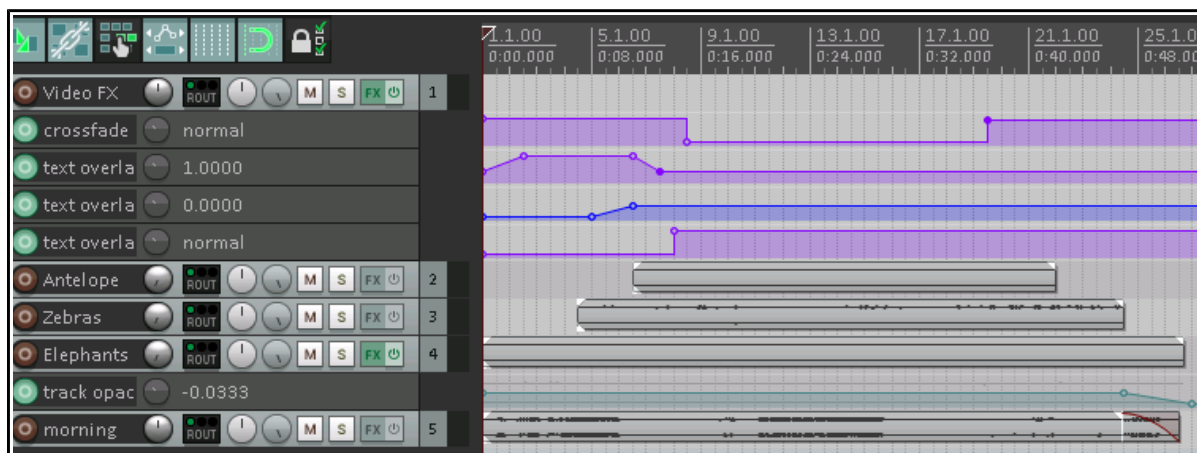 1.1.00 5.1.00 9.1.00 13.1.00 17.1.00 21.1.00 25.1.0
0:00.000 0:08.000 0:16.000 0:24.000 0:32.000 0:40.000 0:48.00
Video FX ROUT M S FX 1
crossfade normal
text overla 1.0000
text overla 0.0000
text overla normal
Antelope ROUT M S FX 2
Zebras ROUT M S FX 3
Elephants ROUT M S FX 4
track opac -0.0333
morning ROUT M S FX 5